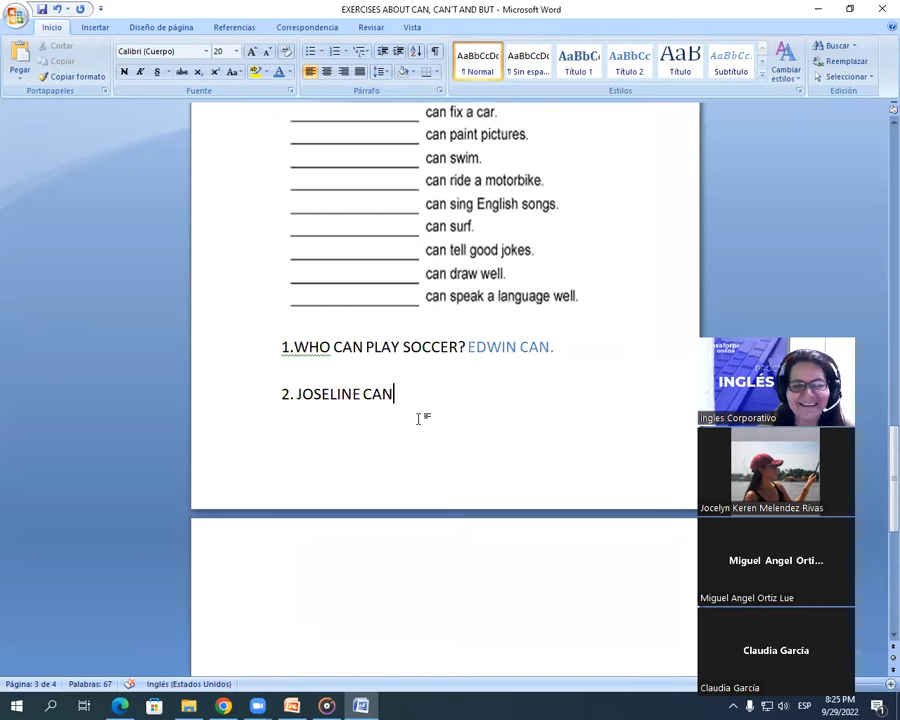 EXERCISES ABOUT CAN, CAN'T AND BUT - Microsoft Word
Inicio Insertar Diseño de página Referencias Correspondencia Revisar Vista
Pegar
Cortar
Copiar
Copiar formato
Portapapeles
Calibri (Cuerpo) 20
Fuente
Párrafo
AaBbCcDc AaBbCcDc AaBbC AaBbCc AaB AaBbCc.
¶ Normal ¶ Sin espa... Título 1 Título 2 Título Subtítulo
Cambiar estilos
Estilos
Buscar
Reemplazar
Seleccionar
Edición
can fix a car.
can paint pictures.
can swim.
can ride a motorbike.
can sing English songs.
can surf.
can tell good jokes.
can draw well.
can speak a language well.
1.WHO CAN PLAY SOCCER? EDWIN CAN.
2. JOSELINE CAN
INGLÉS
Ingles Corporativo
Jocelyn Keren Melendez Rivas
Miguel Angel Orti...
Miguel Angel Ortiz Lue
Claudia García
Claudia García
Página: 3 de 4 Palabras: 67 Inglés (Estados Unidos)
ESP
8:25 PM
9/29/2022